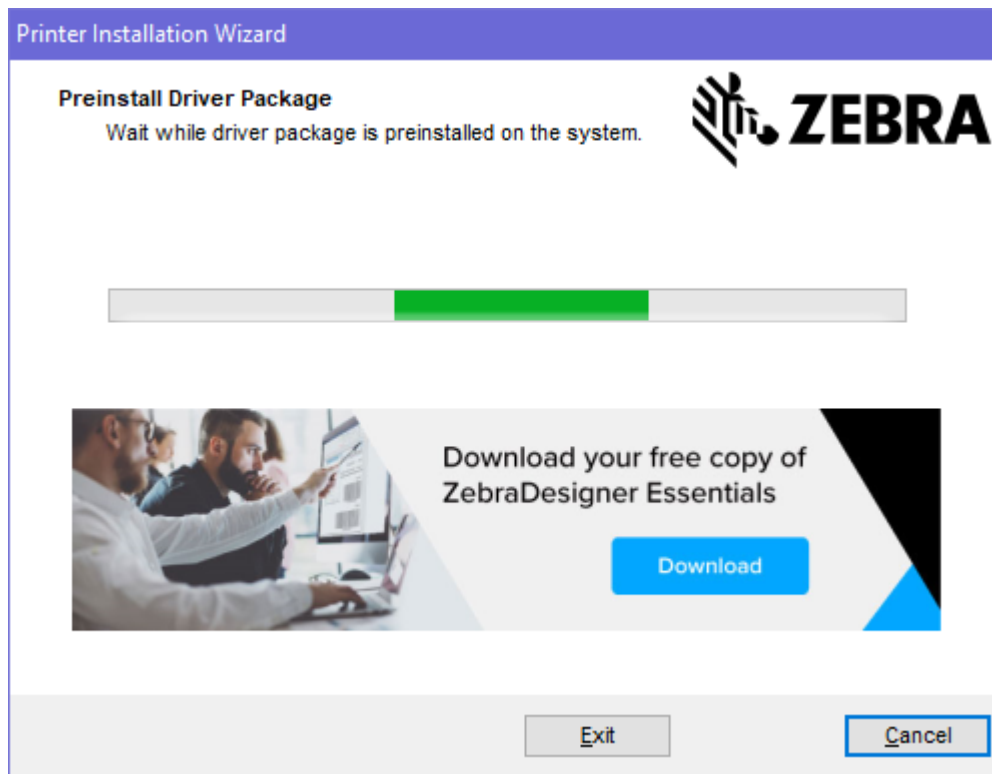 Printer Installation Wizard
Preinstall Driver Package
Wait while driver package is preinstalled on the system.
ZEBRA
Download your free copy of
ZebraDesigner Essentials
Download
Exit
Cancel